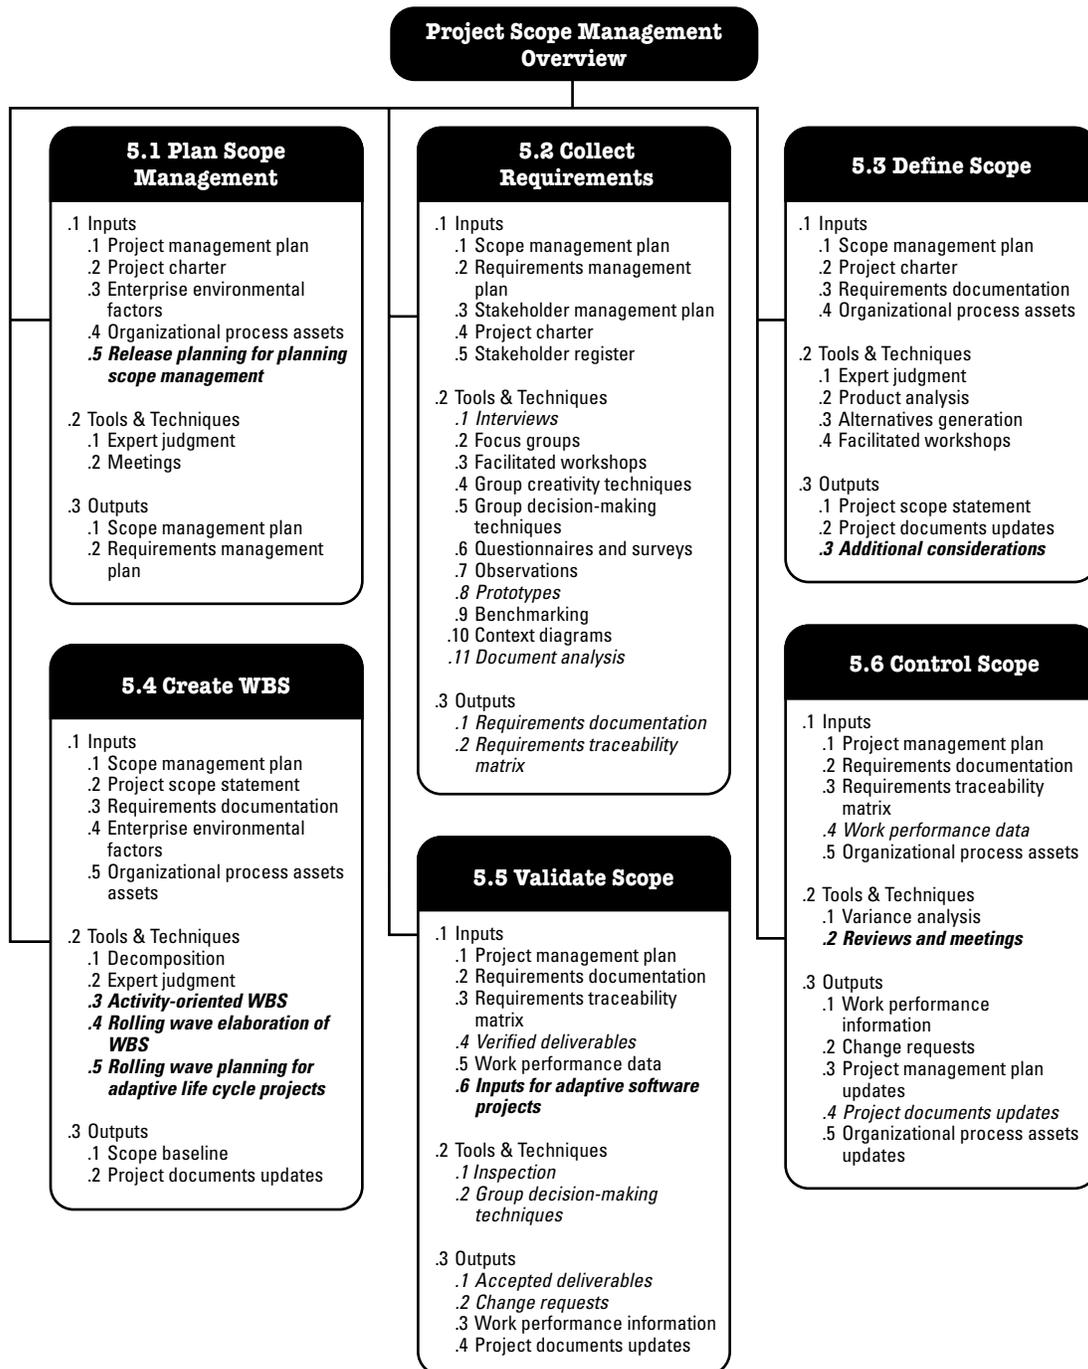 Project Scope Management
Overview
5.1 Plan Scope
Management
.1 Inputs
.1 Project management plan
.2 Project charter
.3 Enterprise environmental
factors
.4 Organizational process assets
.5 Release planning for planning
scope management
.2 Tools & Techniques
.1 Expert judgment
.2 Meetings
.3 Outputs
.1 Scope management plan
.2 Requirements management
plan
5.2 Collect
Requirements
.1 Inputs
.1 Scope management plan
.2 Requirements management
plan
.3 Stakeholder management plan
.4 Project charter
.5 Stakeholder register
.2 Tools & Techniques
.1 Interviews
.2 Focus groups
.3 Facilitated workshops
.4 Group creativity techniques
.5 Group decision-making
techniques
.6 Questionnaires and surveys
.7 Observations
.8 Prototypes
.9 Benchmarking
.10 Context diagrams
.11 Document analysis
.3 Outputs
.1 Requirements documentation
.2 Requirements traceability
matrix
5.3 Define Scope
.1 Inputs
.1 Scope management plan
.2 Project charter
.3 Requirements documentation
.4 Organizational process assets
.2 Tools & Techniques
.1 Expert judgment
.2 Product analysis
.3 Alternatives generation
.4 Facilitated workshops
.3 Outputs
.1 Project scope statement
.2 Project documents updates
.3 Additional considerations
5.4 Create WBS
.1 Inputs
.1 Scope management plan
.2 Project scope statement
.3 Requirements documentation
.4 Enterprise environmental
factors
.5 Organizational process assets
assets
.2 Tools & Techniques
.1 Decomposition
.2 Expert judgment
.3 Activity-oriented WBS
.4 Rolling wave elaboration of
WBS
.5 Rolling wave planning for
adaptive life cycle projects
.3 Outputs
.1 Scope baseline
.2 Project documents updates
5.5 Validate Scope
.1 Inputs
.1 Project management plan
.2 Requirements documentation
.3 Requirements traceability
matrix
.4 Verified deliverables
.5 Work performance data
.6 Inputs for adaptive software
projects
.2 Tools & Techniques
.1 Inspection
.2 Group decision-making
techniques
.3 Outputs
.1 Accepted deliverables
.2 Change requests
.3 Work performance information
.4 Project documents updates
5.6 Control Scope
.1 Inputs
.1 Project management plan
.2 Requirements documentation
.3 Requirements traceability
matrix
.4 Work performance data
.5 Organizational process assets
.2 Tools & Techniques
.1 Variance analysis
.2 Reviews and meetings
.3 Outputs
.1 Work performance
information
.2 Change requests
.3 Project management plan
updates
.4 Project documents updates
.5 Organizational process assets
updates